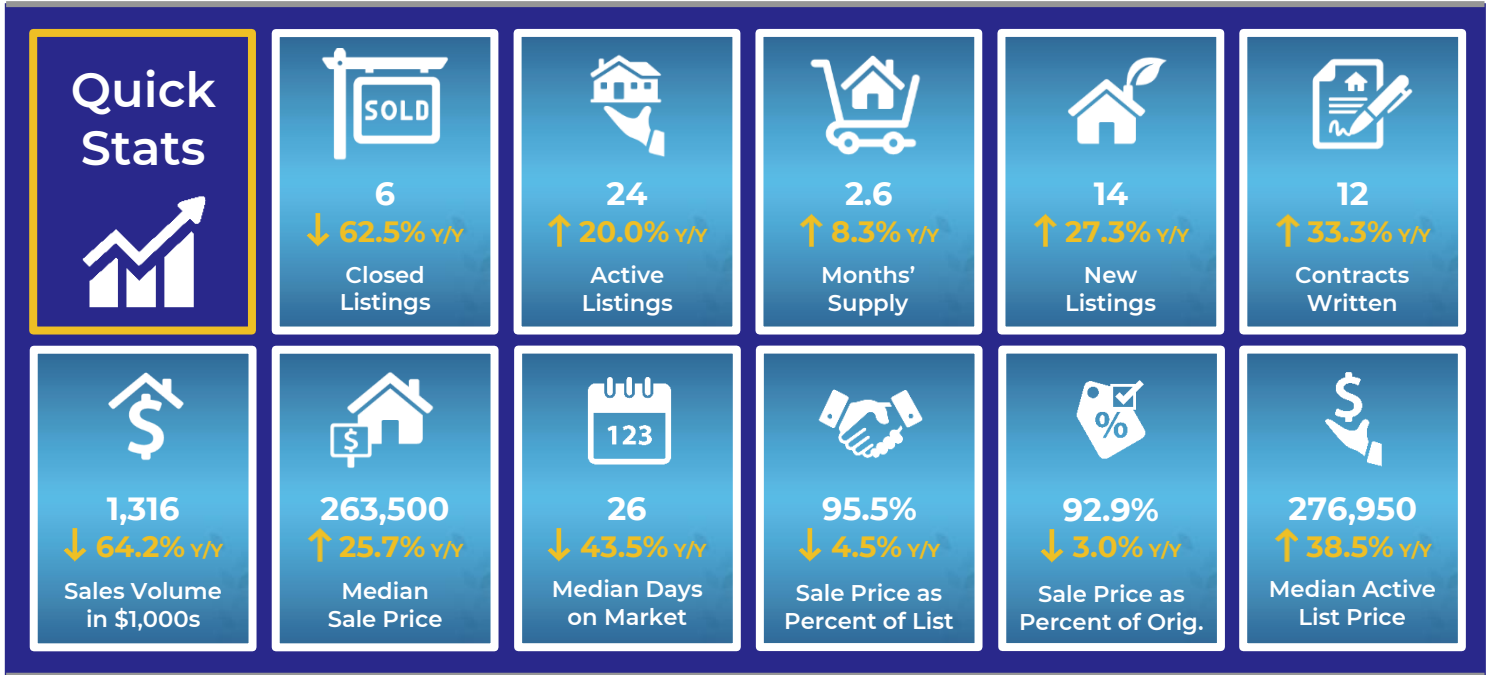 Quick
Stats
SOLD
6
↓ 62.5% Y/Y
Closed
Listings
24
↑ 20.0% Y/Y
Active
Listings
2.6
↑ 8.3% Y/Y
Months’
Supply
14
↑ 27.3% Y/Y
New
Listings
12
↑ 33.3% Y/Y
Contracts
Written
$
1,316
↓ 64.2% Y/Y
Sales Volume
in $1,000s
$
263,500
↑ 25.7% Y/Y
Median
Sale Price
123
26
↓ 43.5% Y/Y
Median Days
on Market
95.5%
↓ 4.5% Y/Y
Sale Price as
Percent of List
%
92.9%
↓ 3.0% Y/Y
Sale Price as
Percent of Orig.
$
276,950
↑ 38.5% Y/Y
Median Active
List Price